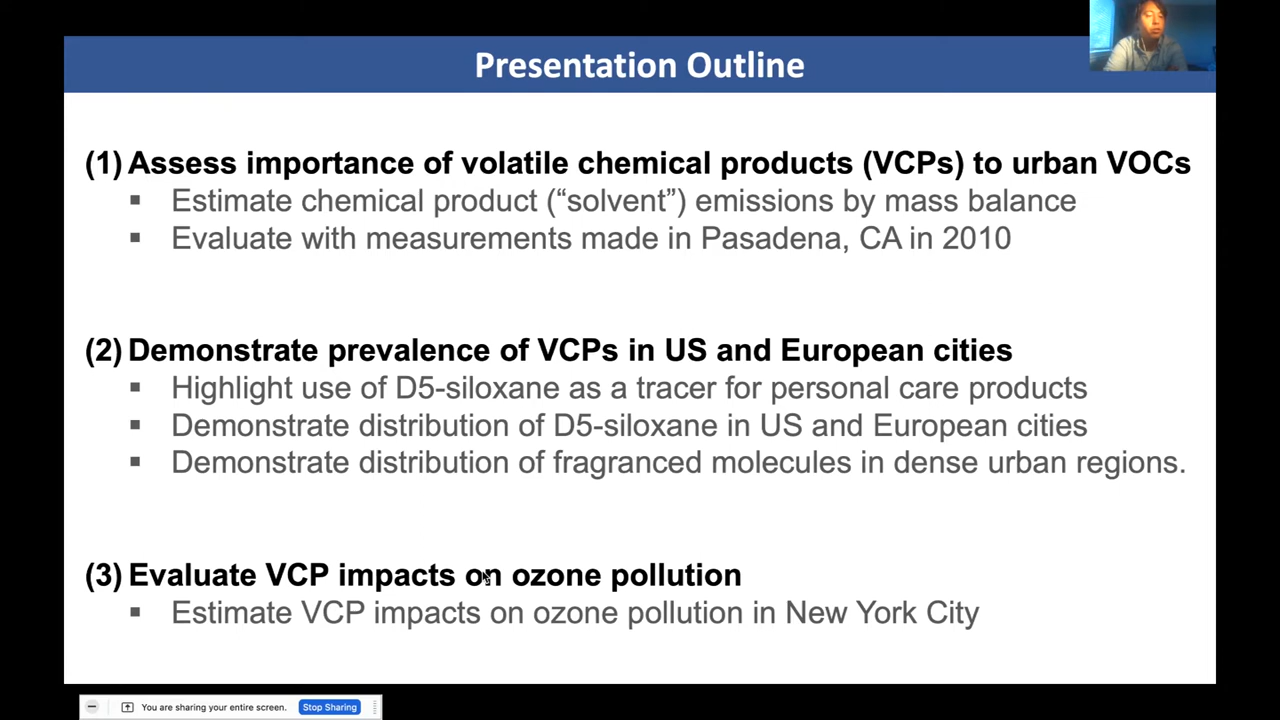 Presentation Outline
(1) Assess importance of volatile chemical products (VCPs) to urban VOCs
▪ Estimate chemical product (“solvent”) emissions by mass balance
▪ Evaluate with measurements made in Pasadena, CA in 2010
(2) Demonstrate prevalence of VCPs in US and European cities
▪ Highlight use of D5-siloxane as a tracer for personal care products
▪ Demonstrate distribution of D5-siloxane in US and European cities
▪ Demonstrate distribution of fragranced molecules in dense urban regions.
(3) Evaluate VCP impacts on ozone pollution
▪ Estimate VCP impacts on ozone pollution in New York City
You are sharing your entire screen. Stop Sharing